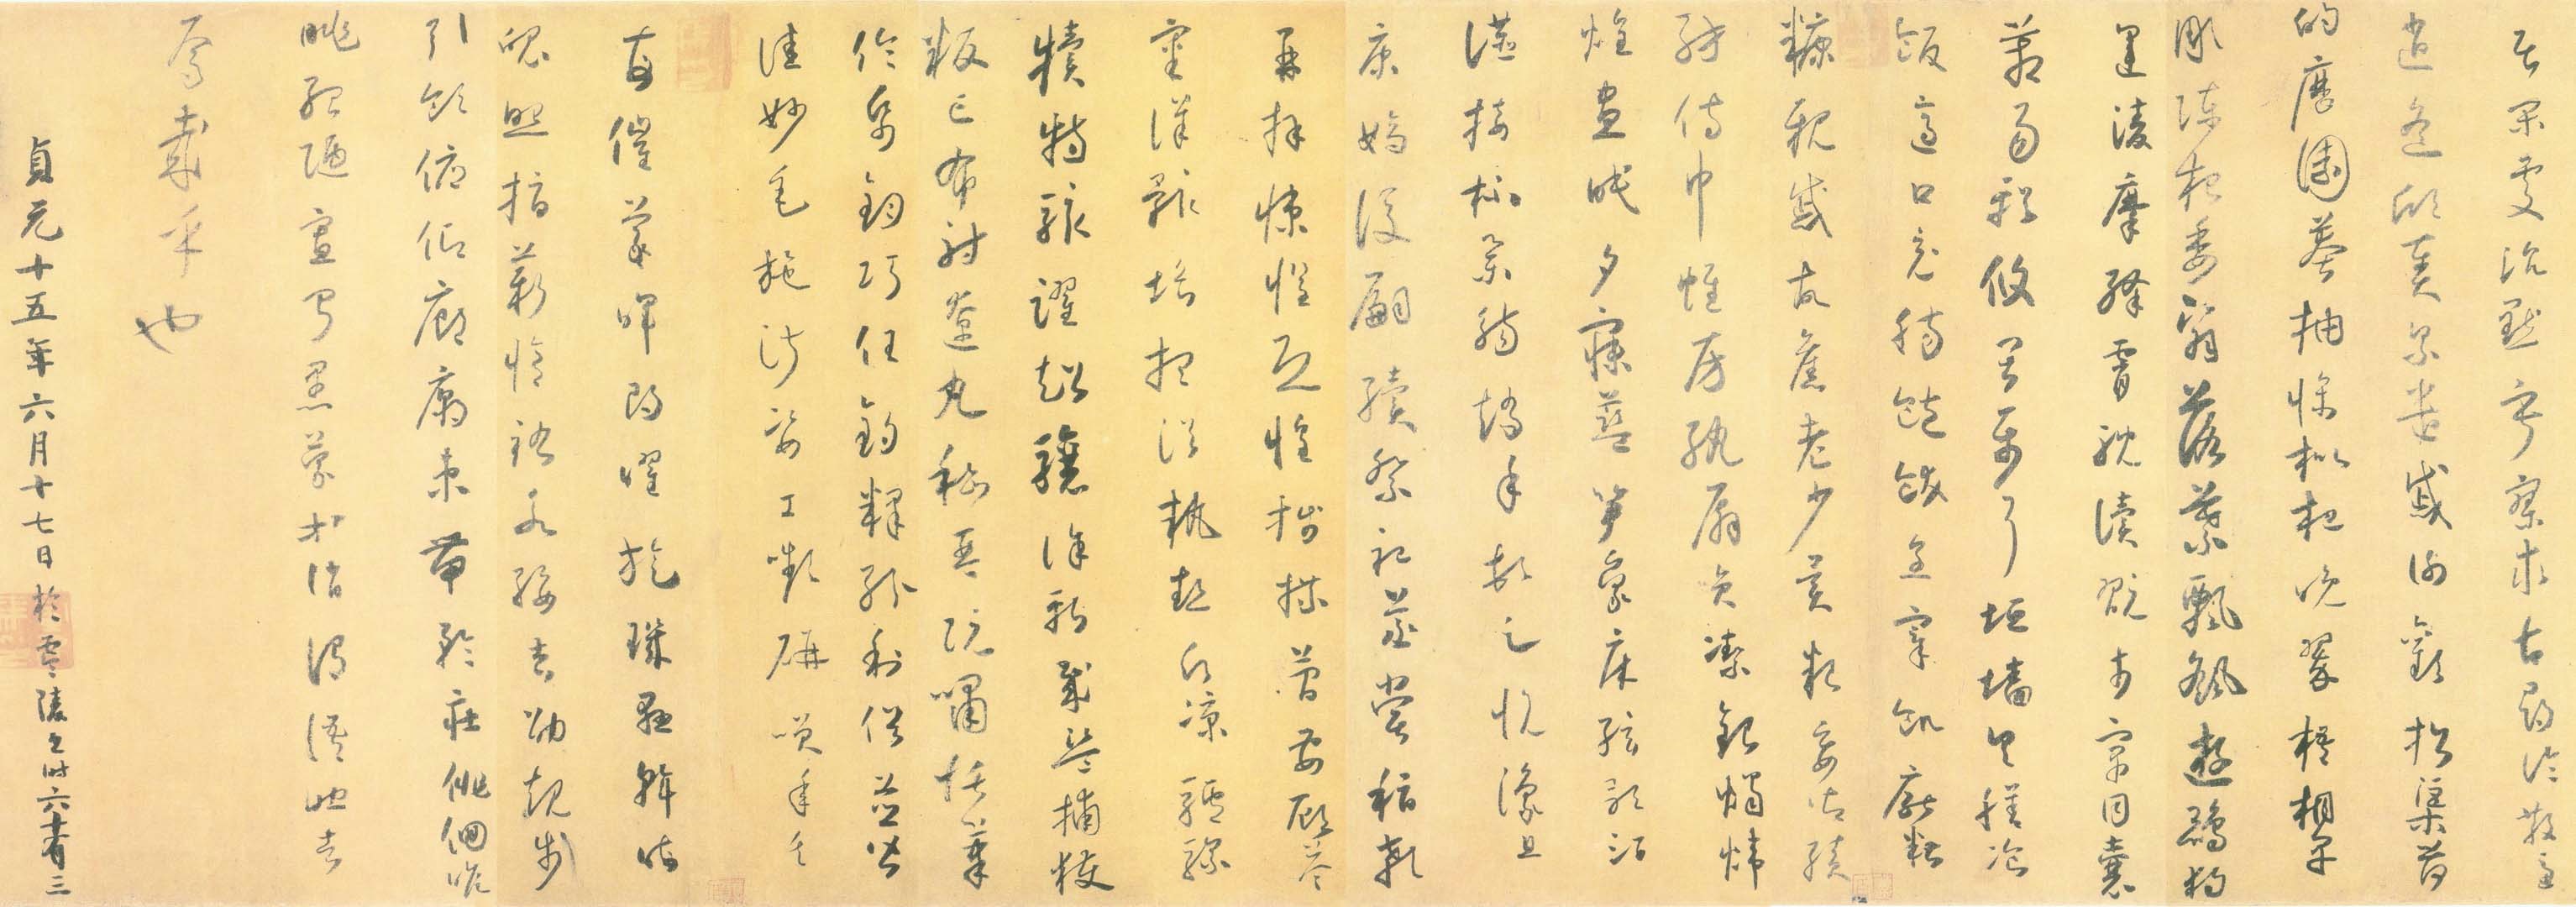 居閑處沉默寂寥求古尋論散慮
逍遙欣奏累遣慼謝歡招渠荷
的歷園莽抽條枇杷晚翠梧桐早
凋陳根委翳落葉飄颻遊鵾獨
運凌摩絳霄耽讀翫市寓目囊
箱易輶攸畏屬耳垣墻具膳飡
飯適口充腸飽飫烹宰飢厭糟
糠親戚故舊老少異糧妾御績
紡侍巾帷房紈扇員潔銀燭煒
煌晝眠夕寐藍筍象床弦歌酒
讌接杯舉觴矯手頓足悅豫且
康嫡後嗣續祭祀蒸嘗稽顙
再拜悚懼恐惶牋牒簡要顧答
審詳骸垢想浴執熱願涼驢騾
犢特駭躍超驤誅斬賊盜捕獲
叛亡布射遼丸嵇琴阮嘯恬筆
倫紙鈞巧任釣釋紛利俗並皆
佳妙毛施淑姿工顰妍笑年矢
每催羲暉朗曜旋璣懸斡晦
魄照指薪脩祜永綏吉劭矩步
引領俯仰廊廟束帶矜莊徘徊瞻
眺孤陋寡聞愚蒙等誚謂語助者
焉哉乎也
貞元十五年六月十七日於零陵書時六十有三